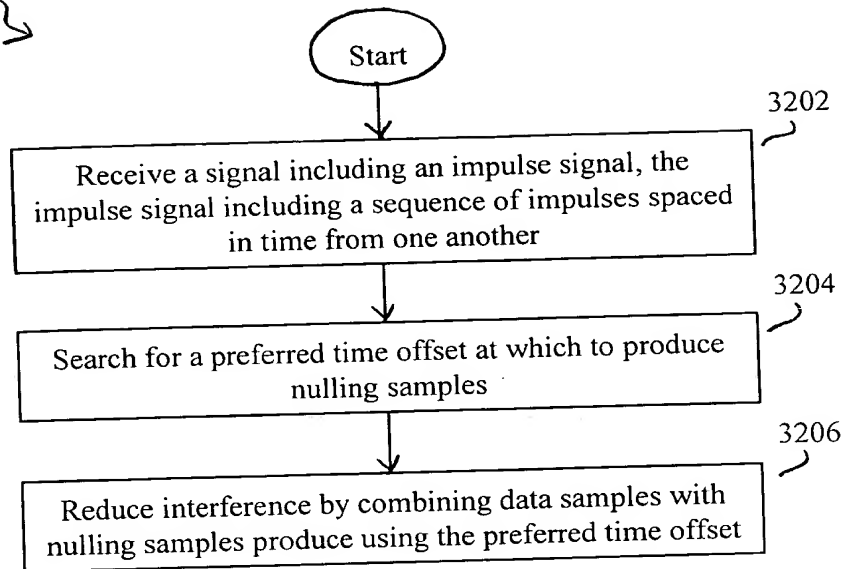 Start
3202
Receive a signal including an impulse signal, the
impulse signal including a sequence of impulses spaced
in time from one another
3204
Search for a preferred time offset at which to produce
nulling samples
3206
Reduce interference by combining data samples with
nulling samples produce using the preferred time offset